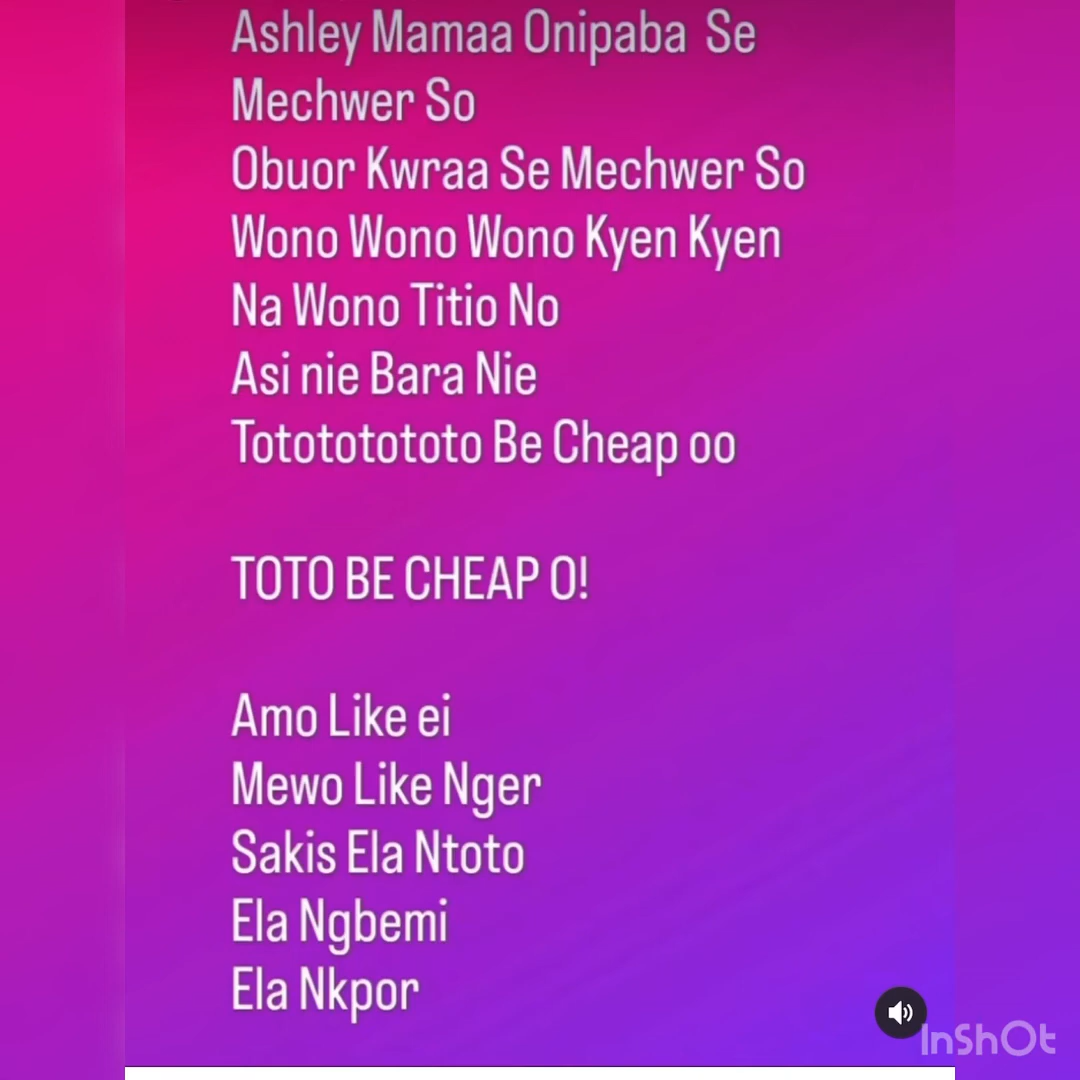 Ashley Mamaa Onipaba Se
Mechwer So
Obuor Kwraa Se Mechwer So
Wono Wono Wono Kyen Kyen
Na Wono Titio No
Asi nie Bara Nie
Totototototo Be Cheap oo
TOTO BE CHEAP O!
Amo Like ei
Mewo Like Nger
Sakis Ela Ntoto
Ela Ngbemi
Ela Nkpor
InShOt